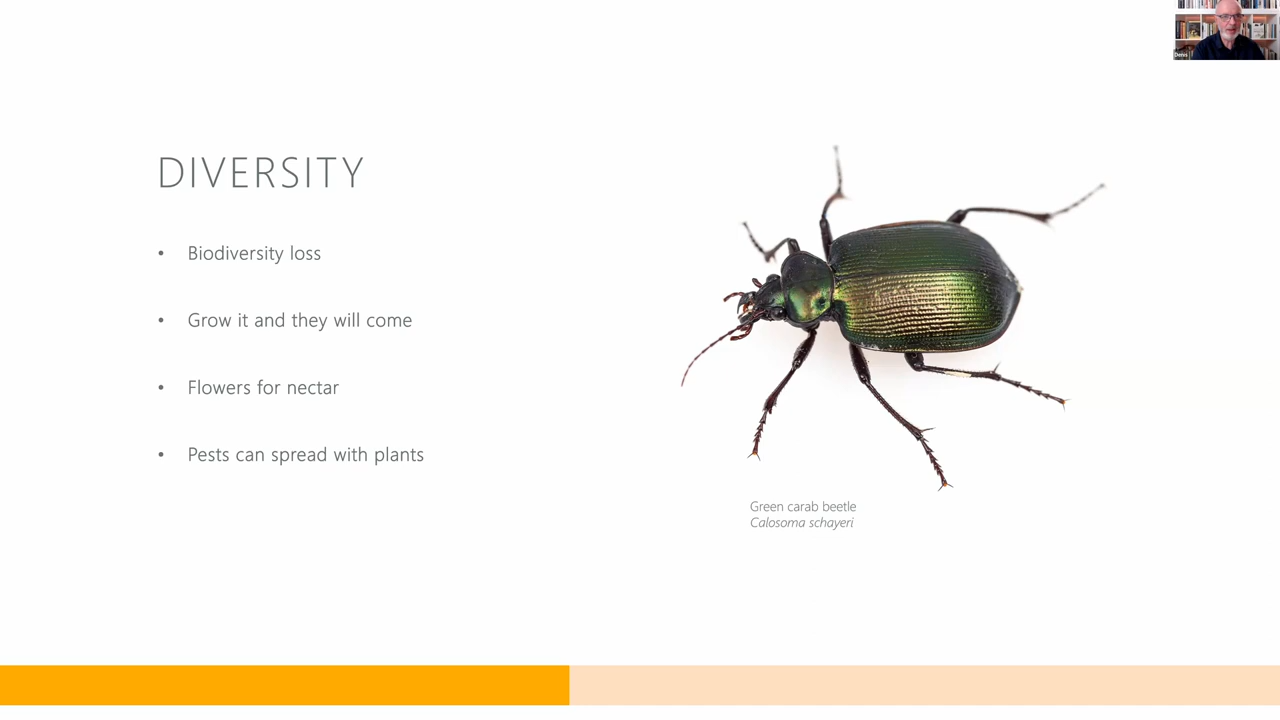 DIVERSITY
• Biodiversity loss
• Grow it and they will come
• Flowers for nectar
• Pests can spread with plants
Green carab beetle
Calosoma schayeri
Denis